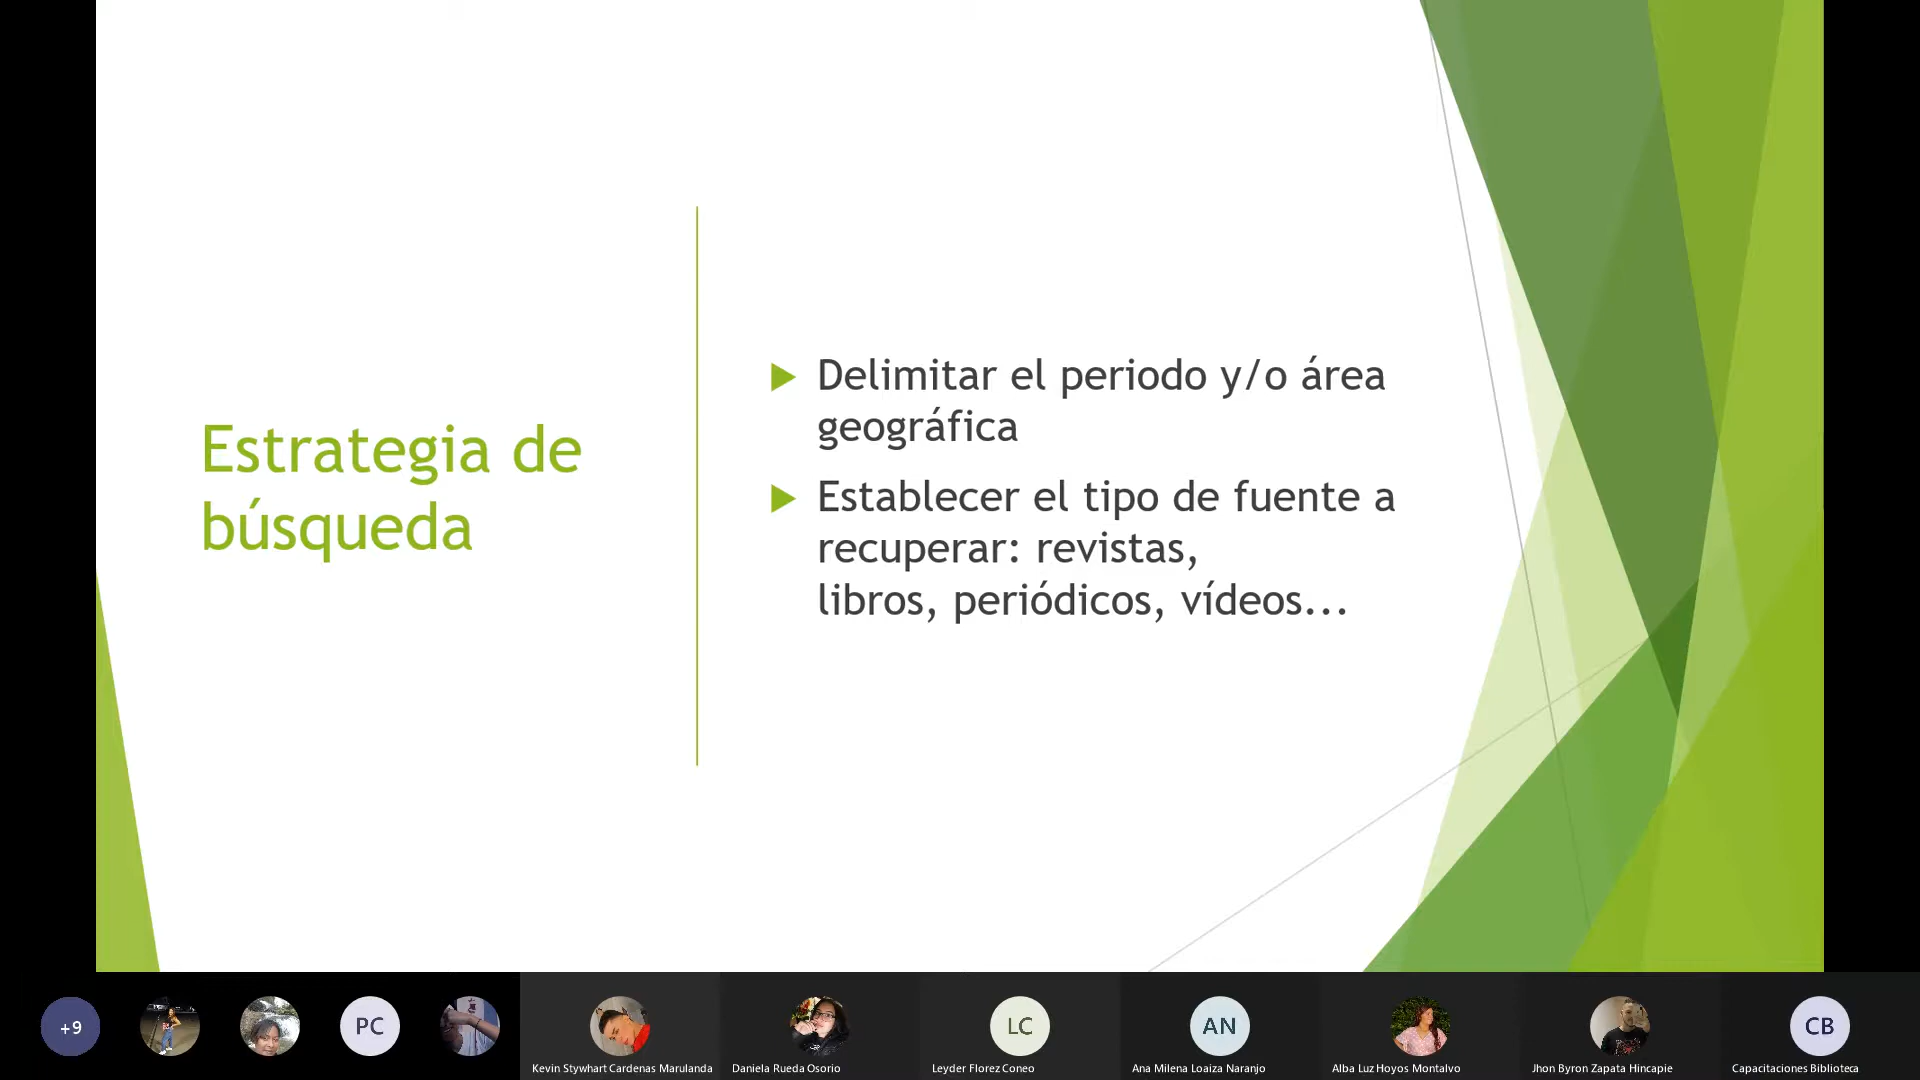 Estrategia de
búsqueda
Delimitar el periodo y/o área
geográfica
Establecer el tipo de fuente a
recuperar: revistas,
libros, periódicos, vídeos...
+9
PC
LC
AN
CB
Kevin Stywhart Cardenas Marulanda
Daniela Rueda Osorio
Leyder Florez Coneo
Ana Milena Loaiza Naranjo
Alba Luz Hoyos Montalvo
Jhon Byron Zapata Hincapie
Capacitaciones Biblioteca